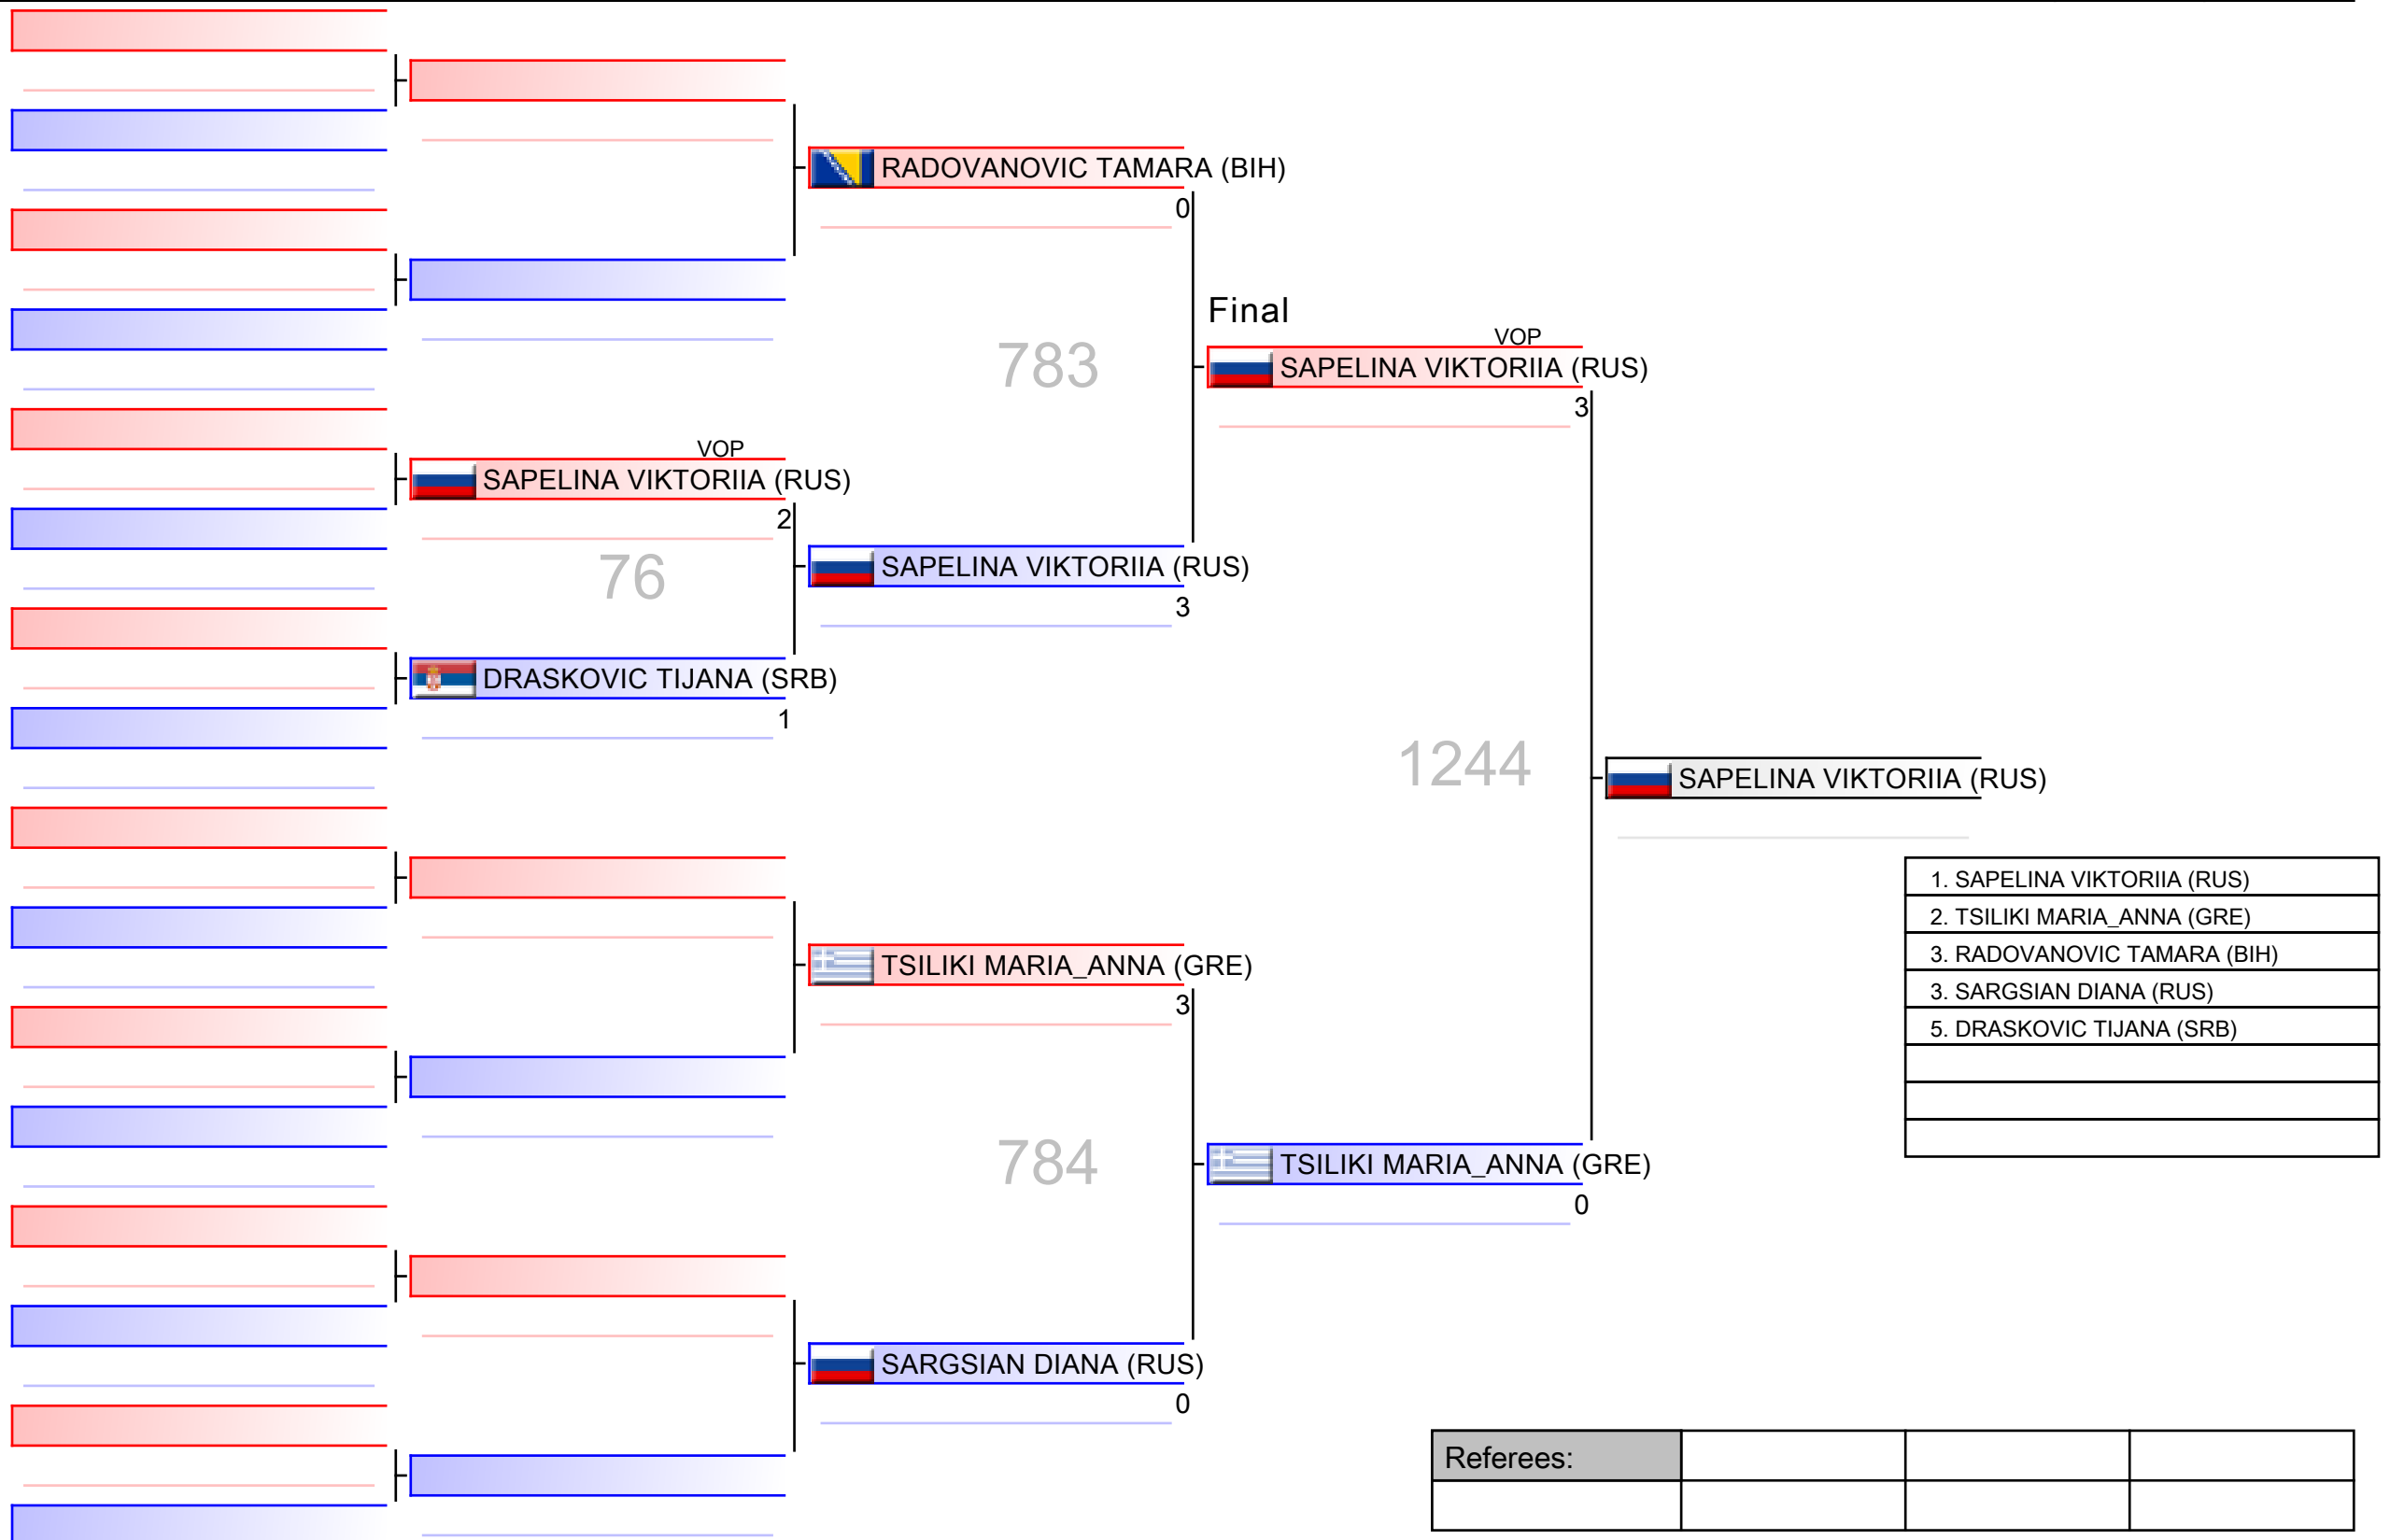 RADOVANOVIC TAMARA (BIH)
0
Final
783
VOP
SAPELINA VIKTORIIA (RUS)
3
VOP
SAPELINA VIKTORIIA (RUS)
2
76
SAPELINA VIKTORIIA (RUS)
3
DRASKOVIC TIJANA (SRB)
1
1244
SAPELINA VIKTORIIA (RUS)
1. SAPELINA VIKTORIIA (RUS)
2. TSILIKI MARIA_ANNA (GRE)
3. RADOVANOVIC TAMARA (BIH)
3. SARGSIAN DIANA (RUS)
5. DRASKOVIC TIJANA (SRB)
TSILIKI MARIA_ANNA (GRE)
3
784
TSILIKI MARIA_ANNA (GRE)
0
SARGSIAN DIANA (RUS)
0
Referees: